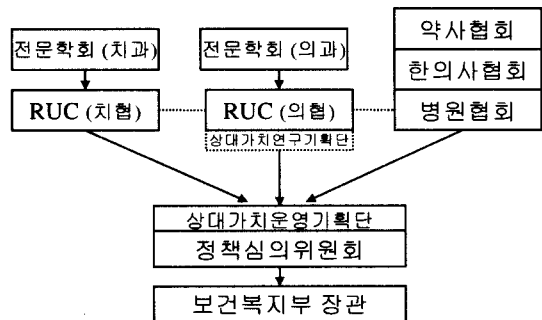 약사협회
전문학회 (치과)
전문학회 (의과)
한의사협회
RUC (치협)
RUC (의협)
병원협회
상대가치연구기획단
상대가치운영기획단
정책심의위원회
보건복지부 장관